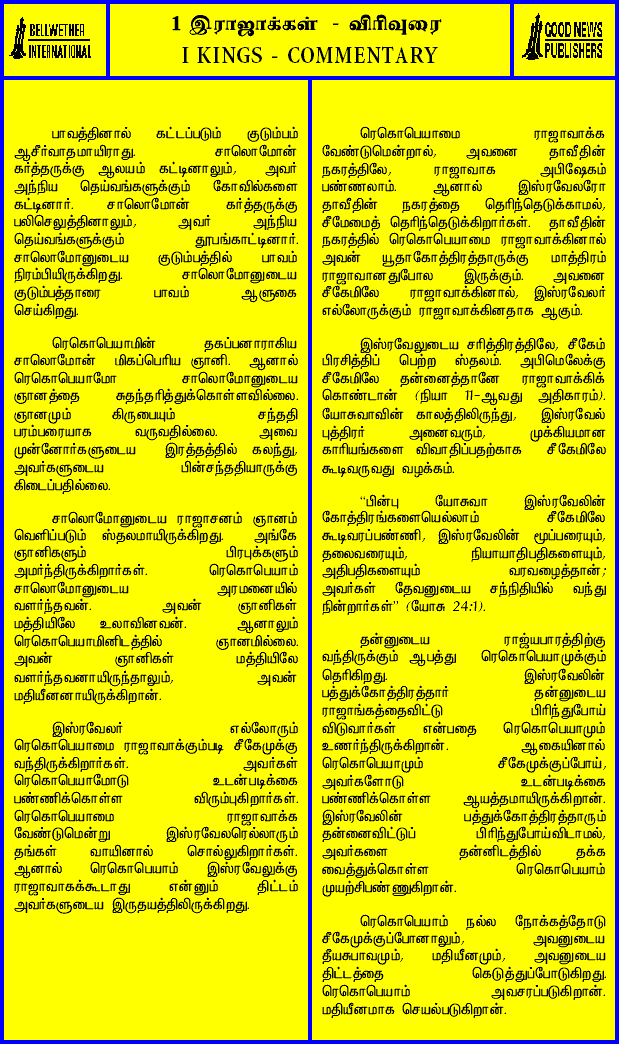 BELLWETHER
INTERNATIONAL
1 இராஜாக்கள் - விரிவுரை
I KINGS - COMMENTARY
GOOD NEWS
PUBLISHERS
பாவத்தினால் கட்டப்படும் குடும்பம்
ஆசீர்வாதமாயிராது. சாலொமோன்
கர்த்தருக்கு ஆலயம் கட்டினாலும், அவர்
அந்நிய தெய்வங்களுக்கும் கோவில்களை
கட்டினார். சாலொமோன் கர்த்தருக்கு
பலிசெலுத்தினாலும், அவர் அந்நிய
தெய்வங்களுக்கும் தூபங்காட்டினார்.
சாலொமோனுடைய குடும்பத்தில் பாவம்
நிரம்பியிருக்கிறது. சாலொமோனுடைய
குடும்பத்தாரை பாவம் ஆளுகை
செய்கிறது.
ரெகொபெயாமின் தகப்பனாராகிய
சாலொமோன் மிகப்பெரிய ஞானி. ஆனால்
ரெகொபெயாமோ சாலொமோனுடைய
ஞானத்தை சுதந்தரித்துக்கொள்ளவில்லை.
ஞானமும் கிருபையும் சந்ததி
பரம்பரையாக வருவதில்லை. அவை
முன்னோர்களுடைய இரத்தத்தில் கலந்து,
அவர்களுடைய பின்சந்ததியாருக்கு
கிடைப்பதில்லை.
சாலொமோனுடைய ராஜாசனம் ஞானம்
வெளிப்படும் ஸ்தலமாயிருக்கிறது. அங்கே
ஞானிகளும் பிரபுக்களும்
அமர்ந்திருக்கிறார்கள். ரெகொபெயாம்
சாலொமோனுடைய அரமனையில்
வளர்ந்தவன். அவன் ஞானிகள்
மத்தியிலே உலாவினவன். ஆனாலும்
ரெகொபெயாமினிடத்தில் ஞானமில்லை.
அவன் ஞானிகள் மத்தியிலே
வளர்ந்தவனாயிருந்தாலும், அவன்
மதியீனனாயிருக்கிறான்.
இஸ்ரவேலர் எல்லோரும்
ரெகொபெயாமை ராஜாவாக்கும்படி சீகேமுக்கு
வந்திருக்கிறார்கள். அவர்கள்
ரெகொபெயாமோடு உடன்படிக்கை
பண்ணிக்கொள்ள விரும்புகிறார்கள்.
ரெகொபெயாமை ராஜாவாக்க
வேண்டுமென்று இஸ்ரவேலரெல்லாரும்
தங்கள் வாயினால் சொல்லுகிறார்கள்.
ஆனால் ரெகொபெயாம் இஸ்ரவேலுக்கு
ராஜாவாகக்கூடாது என்னும் திட்டம்
அவர்களுடைய இருதயத்திலிருக்கிறது.
ரெகொபெயாமை ராஜாவாக்க
வேண்டுமென்றால், அவனை தாவீதின்
நகரத்திலே, ராஜாவாக அபிஷேகம்
பண்ணலாம். ஆனால் இஸ்ரவேலரோ
தாவீதின் நகரத்தை தெரிந்தெடுக்காமல்,
சீமேமைத் தெரிந்தெடுக்கிறார்கள். தாவீதின்
நகரத்தில் ரெகொபெயாமை ராஜாவாக்கினால்
அவன் யூதாகோத்திரத்தாருக்கு மாத்திரம்
ராஜாவானதுபோல இருக்கும். அவனை
சீகேமிலே ராஜாவாக்கினால், இஸ்ரவேலர்
எல்லோருக்கும் ராஜாவாக்கினதாக ஆகும்.
இஸ்ரவேலுடைய சரித்திரத்திலே, சீகேம்
பிரசித்திப் பெற்ற ஸ்தலம். அபிமெலேக்கு
சீகேமிலே தன்னைத்தானே ராஜாவாக்கிக்
கொண்டான் (நியா 11-ஆவது அதிகாரம்).
யோசுவாவின் காலத்திலிருந்து, இஸ்ரவேல்
புத்திரர் அனைவரும், முக்கியமான
காரியங்களை விவாதிப்பதற்காக சீகேமிலே
கூடிவருவது வழக்கம்.
"பின்பு யோசுவா இஸ்ரவேலின்
கோத்திரங்களையெல்லாம் சீகேமிலே
கூடிவரப்பண்ணி, இஸ்ரவேலின் மூப்பரையும்,
தலைவரையும், நியாயாதிபதிகளையும்,
அதிபதிகளையும் வரவழைத்தான்;
அவர்கள் தேவனுடைய சந்நிதியில் வந்து
நின்றார்கள்" (யோசு 24:1).
தன்னுடைய ராஜ்யபாரத்திற்கு
வந்திருக்கும் ஆபத்து ரெகொபெயாமுக்கும்
தெரிகிறது. இஸ்ரவேலின்
பத்துக்கோத்திரத்தார் தன்னுடைய
ராஜாங்கத்தைவிட்டு பிரிந்துபோய்
விடுவார்கள் என்பதை ரெகொபெயாமும்
உணர்ந்திருக்கிறான். ஆகையினால்
ரெகொபெயாமும் சீகேமுக்குப்போய்,
அவர்களோடு உடன்படிக்கை
பண்ணிக்கொள்ள ஆயத்தமாயிருக்கிறான்.
இஸ்ரவேலின் பத்துக்கோத்திரத்தாரும்
தன்னைவிட்டுப் பிரிந்துபோய்விடாமல்,
அவர்களை தன்னிடத்தில் தக்க
வைத்துக்கொள்ள ரெகொபெயாம்
முயற்சிபண்ணுகிறான்.
ரெகொபெயாம் நல்ல நோக்கத்தோடு
சீகேமுக்குப்போனாலும், அவனுடைய
தீயசுபாவமும், மதியீனமும், அவனுடைய
திட்டத்தை கெடுத்துப்போடுகிறது.
ரெகொபெயாம் அவசரப்படுகிறான்.
மதியீனமாக செயல்படுகிறான்.